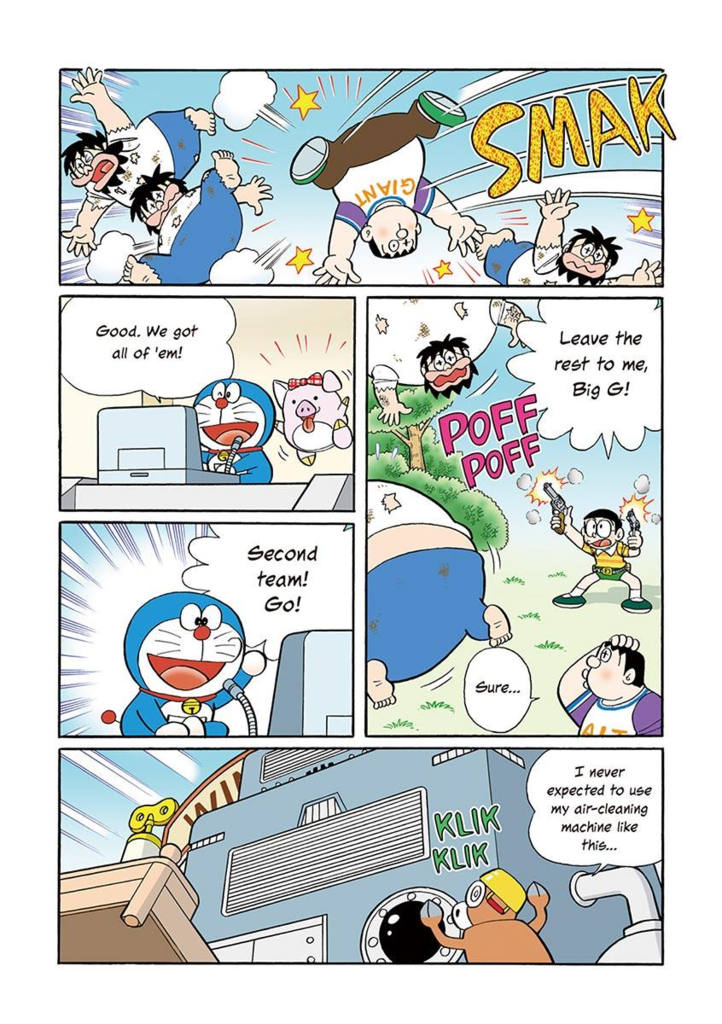 SMAK
GIANT
Good. We got
all of 'em!
Leave the
rest to me,
Big G!
POFF
POFF
Second
team!
Go!
Sure...
I never
expected to use
my air-cleaning
machine like
this...
KLIK
KLIK